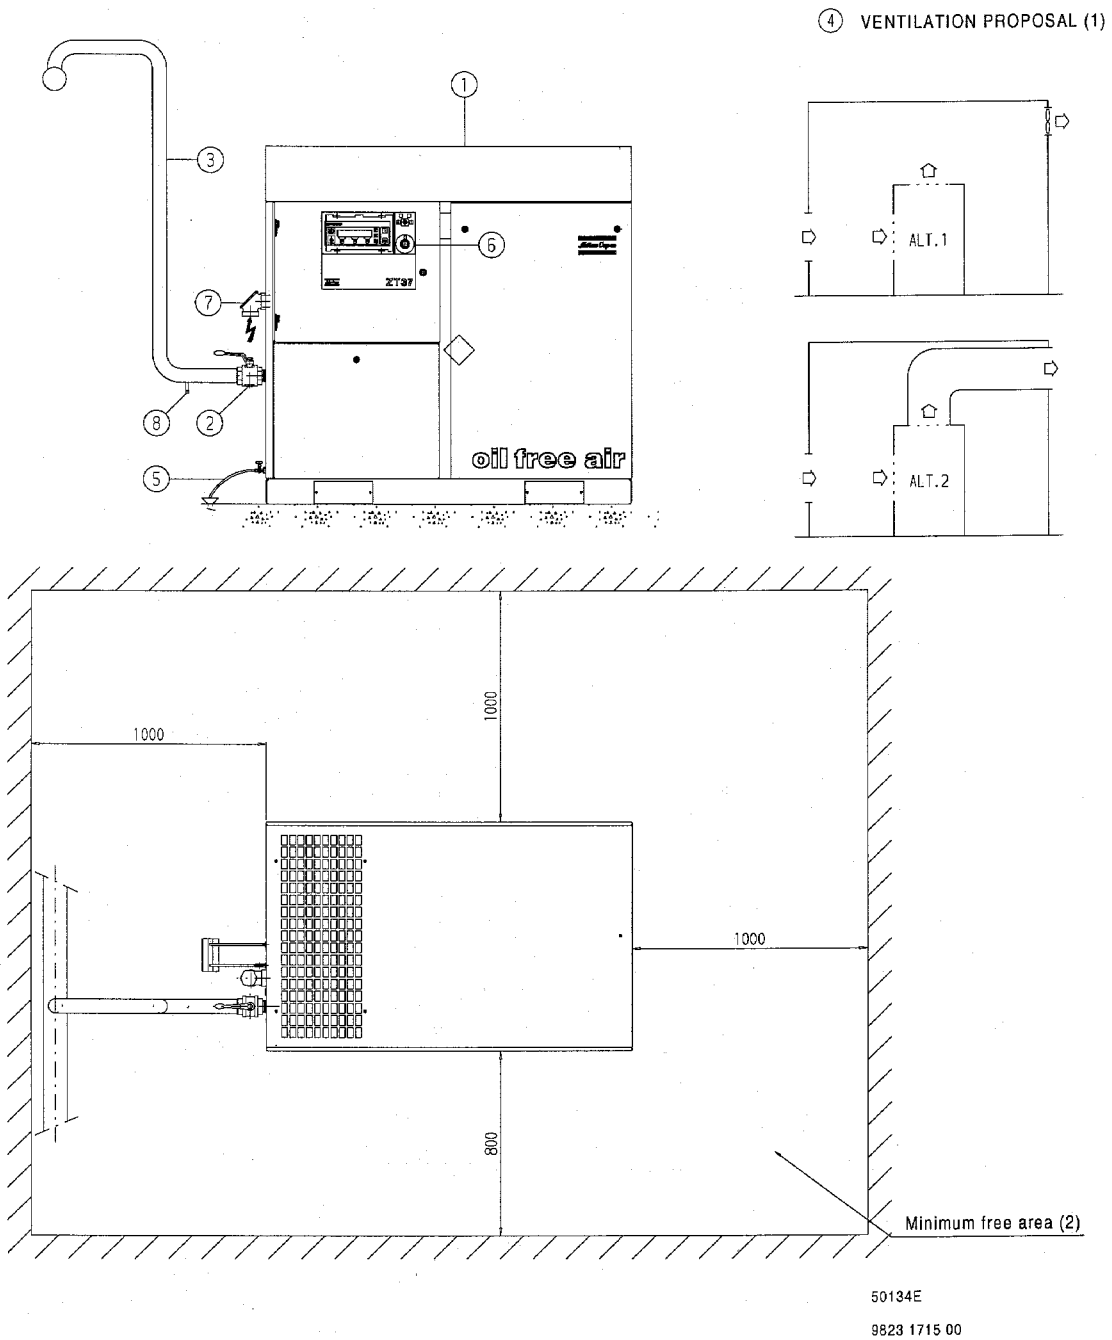 4 VENTILATION PROPOSAL (1)
1
3
6
ZT37
7
8
2
5
oil free air
ALT.1
ALT.2
1000
1000
1000
800
Minimum free area (2)
50134E
9823 1715 00